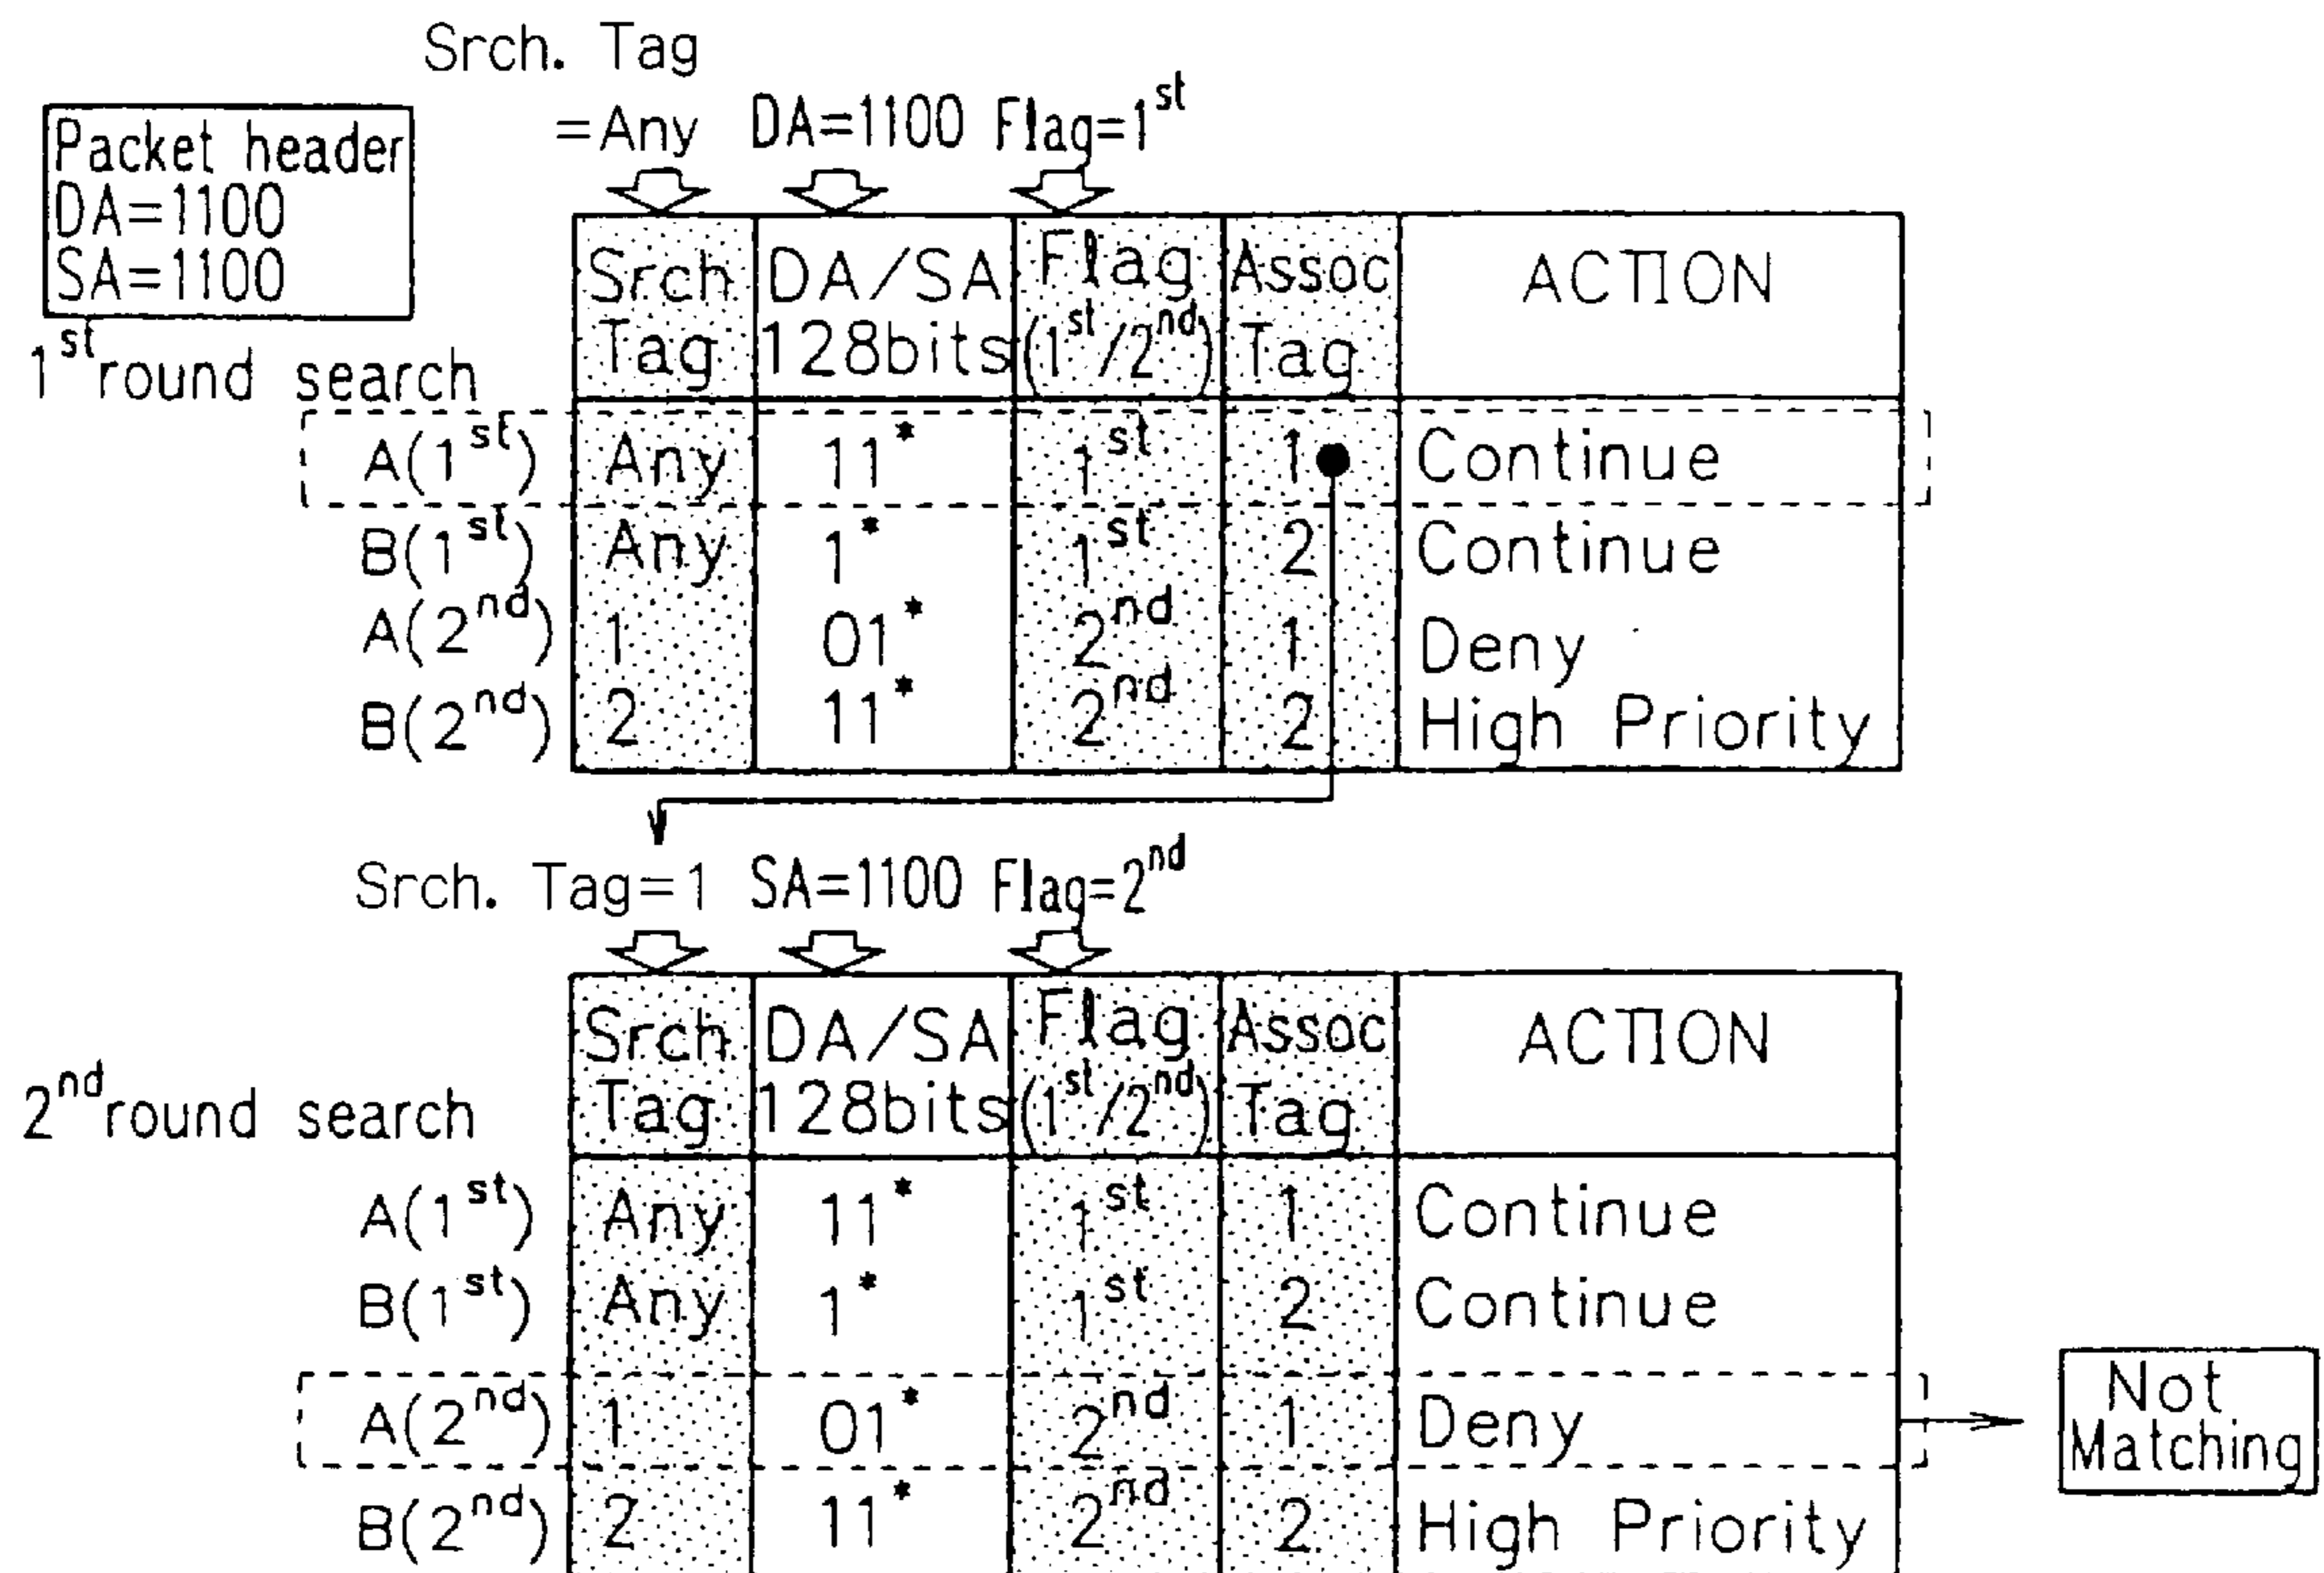 Srch. Tag
=Any DA=1100 Flag=1st
Packet header
DA=1100
SA=1100
1st round search
Srch Tag DA/SA 128bits Flag (1st/2nd) Assoc Tag ACTION
A(1st) Any 11* 1st 1 Continue
B(1st) Any 1* 1st 2 Continue
A(2nd) 1 01* 2nd 1 Deny
B(2nd) 2 11* 2nd 2 High Priority
Srch. Tag=1 SA=1100 Flag=2nd
2nd round search
Srch Tag DA/SA 128bits Flag (1st/2nd) Assoc Tag ACTION
A(1st) Any 11* 1st 1 Continue
B(1st) Any 1* 1st 2 Continue
A(2nd) 1 01* 2nd 1 Deny
Not
Matching
B(2nd) 2 11* 2nd 2 High Priority